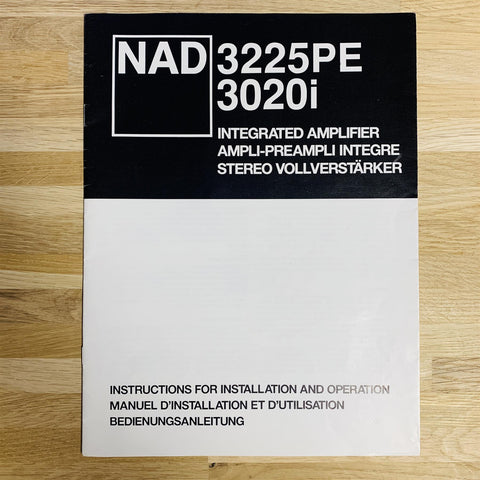 NAD 3225PE
3020i
INTEGRATED AMPLIFIER
AMPLI-PREAMPLI INTEGRE
STEREO VOLLVERSTÄRKER
INSTRUCTIONS FOR INSTALLATION AND OPERATION
MANUEL D'INSTALLATION ET D'UTILISATION
BEDIENUNGSANLEITUNG